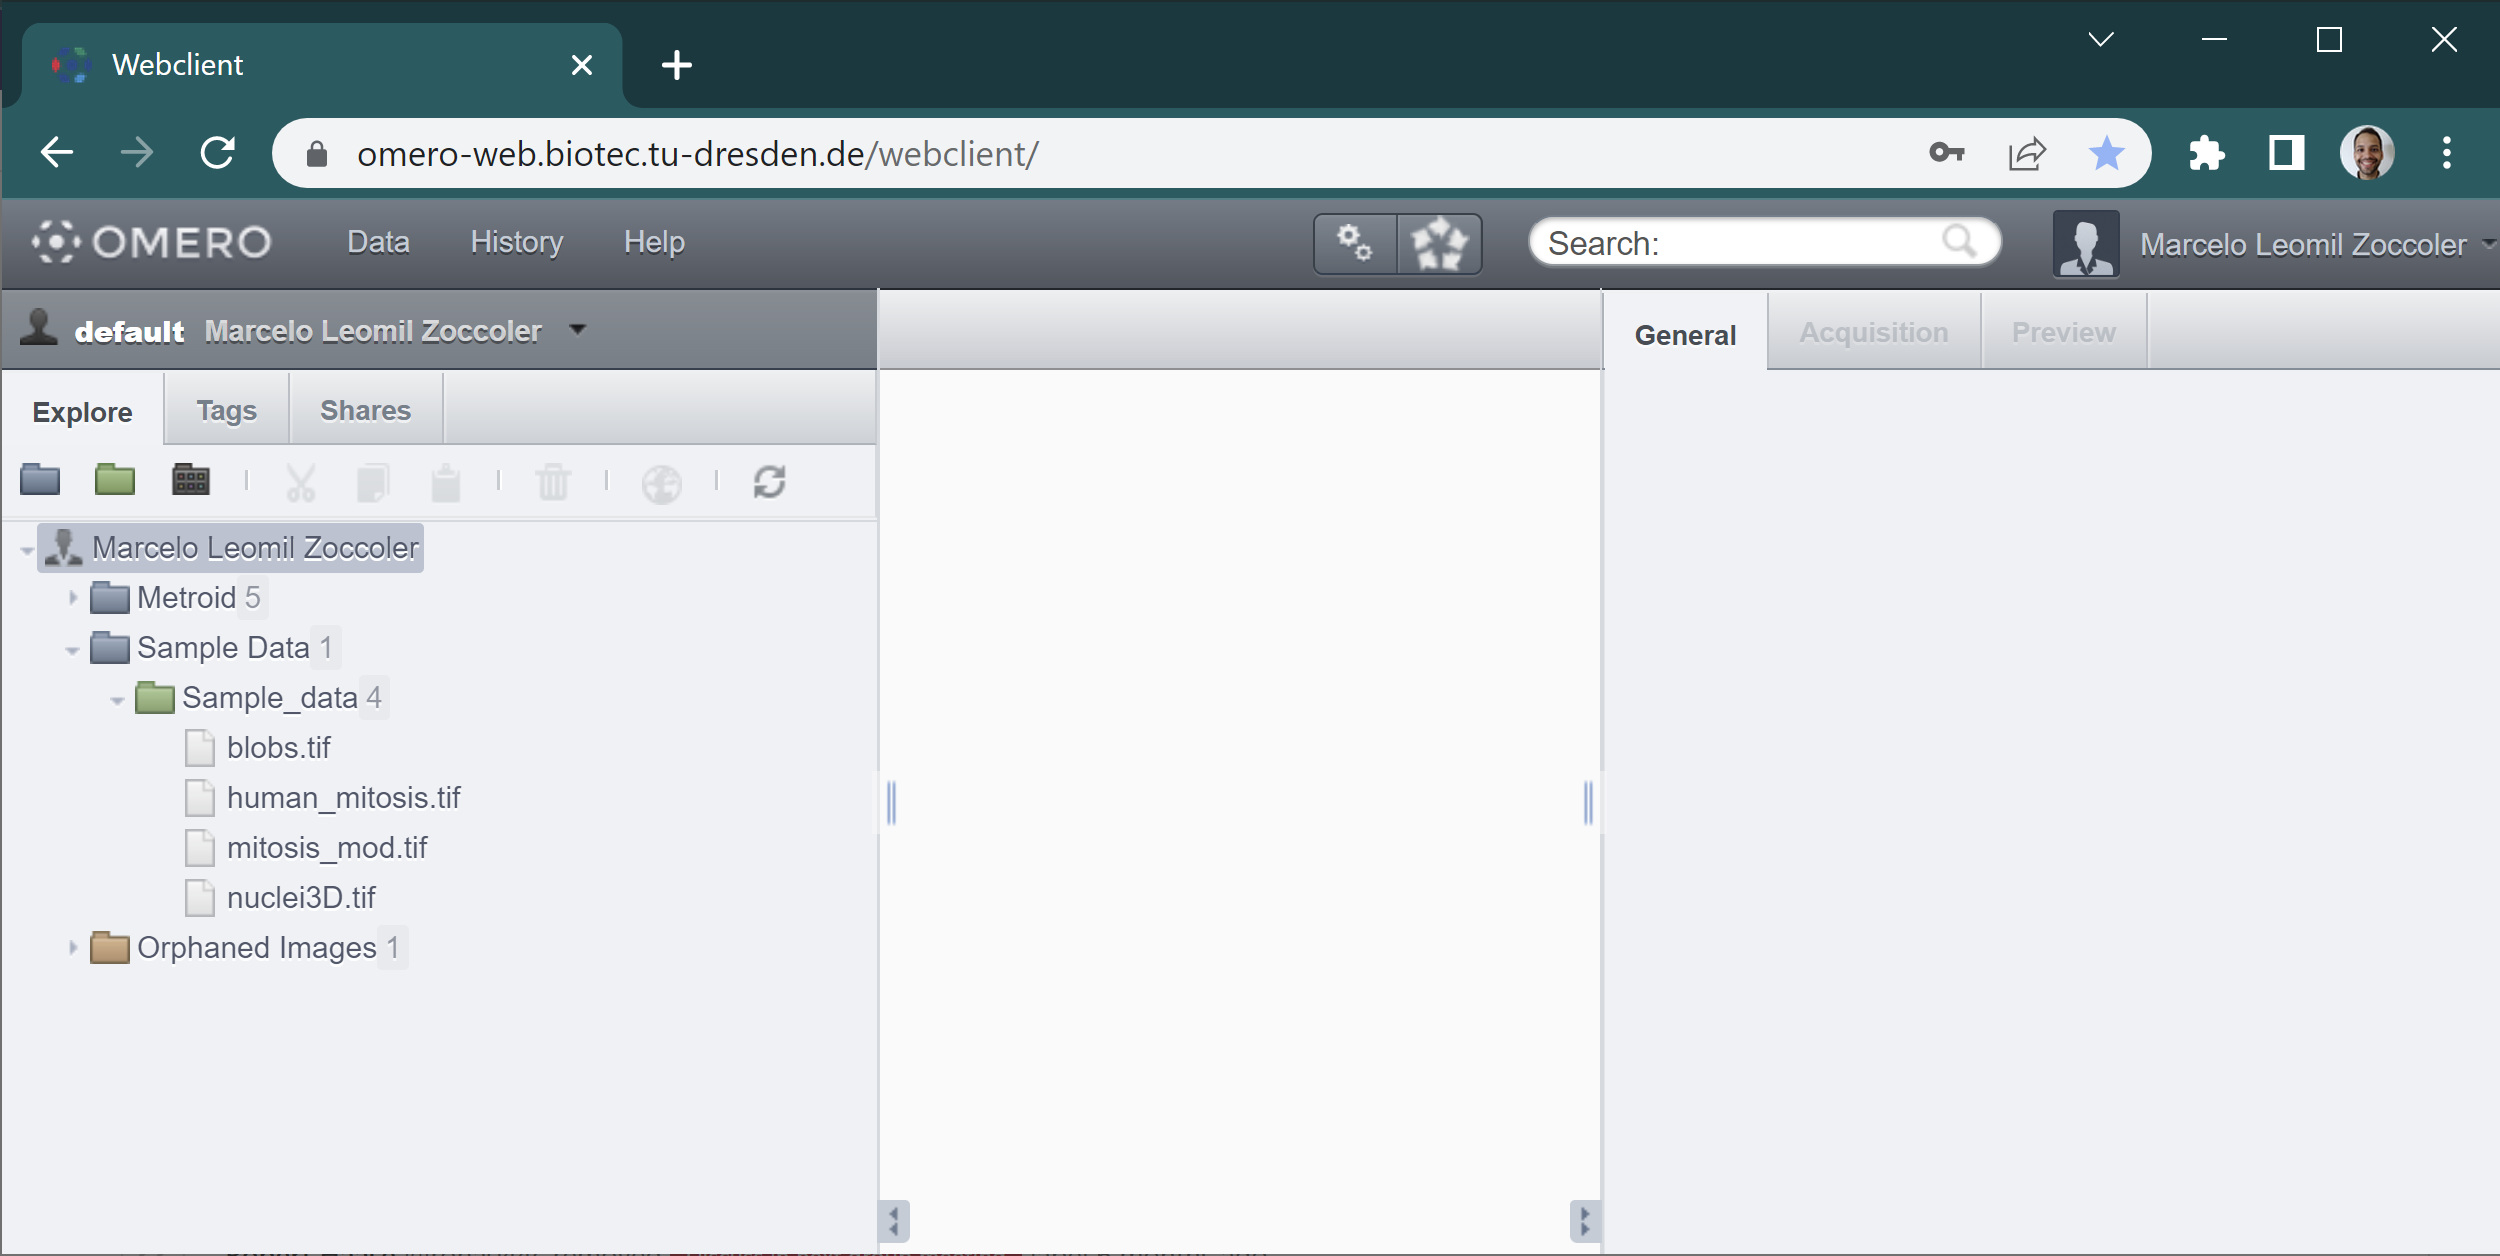 Webclient
omero-web.biotec.tu-dresden.de/webclient/
OMERO Data History Help Search: Marcelo Leomil Zoccoler
default Marcelo Leomil Zoccoler
General Acquisition Preview
Explore Tags Shares
Marcelo Leomil Zoccoler
Metroid 5
Sample Data 1
Sample_data 4
blobs.tif
human_mitosis.tif
mitosis_mod.tif
nuclei3D.tif
Orphaned Images 1